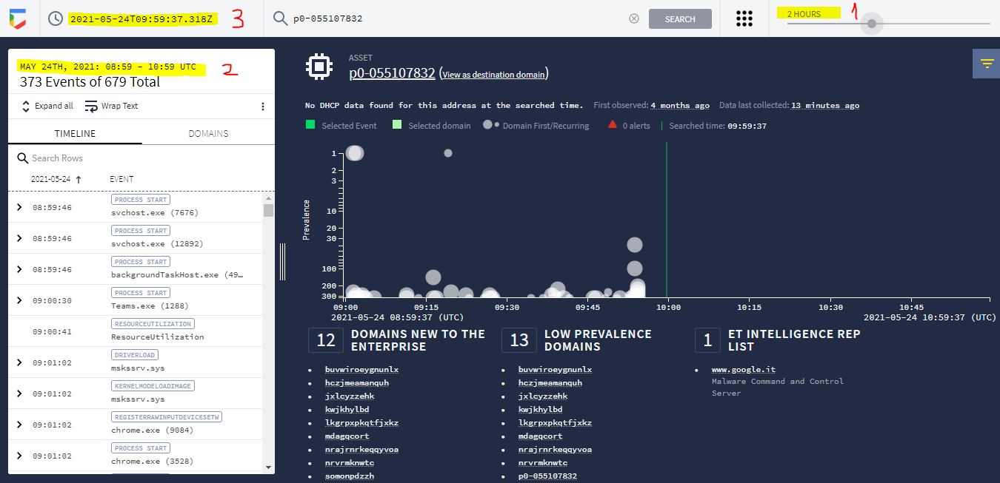 2021-05-24T09:59:37.318Z 3 p0-055107832 SEARCH 2 HOURS 1
MAY 24TH, 2021: 08:59 - 10:59 UTC 2
373 Events of 679 Total
Expand all Wrap Text
TIMELINE DOMAINS
Search Rows
2021-05-24 EVENT
PROCESS START
08:59:46 svchost.exe (7676)
PROCESS START
08:59:46 svchost.exe (12892)
PROCESS START
08:59:46 backgroundTaskHost.exe (49…
PROCESS START
09:00:30 Teams.exe (1288)
RESOURCEUTILIZATION
09:00:41 ResourceUtilization
DRIVERLOAD
09:01:02 mskssrv.sys
KERNELMODELOADIMAGE
09:01:02 mskssrv.sys
REGISTERRAWINPUTDEVICESETW
09:01:02 chrome.exe (9084)
PROCESS START
09:01:02 chrome.exe (3528)
ASSET
p0-055107832 (View as destination domain)
No DHCP data found for this address at the searched time. First observed: 4 months ago Data last collected: 13 minutes ago
Selected Event Selected domain Domain First/Recurring 0 alerts | Searched time: 09:59:37
Prevalence
1
2
3
10
20
30
100
200
300
09:00 09:15 09:30 09:45 10:00 10:15 10:30 10:45
2021-05-24 08:59:37 (UTC) 2021-05-24 10:59:37 (UTC)
12 DOMAINS NEW TO THE
ENTERPRISE
buvwiroeygnunlx
hczjmeamanquh
jxlcyzzehk
kwjkhylbd
lkgrpxpkqtfjxkz
mdagqcort
nrajrnrkeqqyvoa
nrvrmknwtc
somonpdzzh
13 LOW PREVALENCE
DOMAINS
buvwiroeygnunlx
hczjmeamanquh
jxlcyzzehk
kwjkhylbd
lkgrpxpkqtfjxkz
mdagqcort
nrajrnrkeqqyvoa
nrvrmknwtc
p0-055107832
1 ET INTELLIGENCE REP
LIST
www.google.it
Malware Command and Control
Server